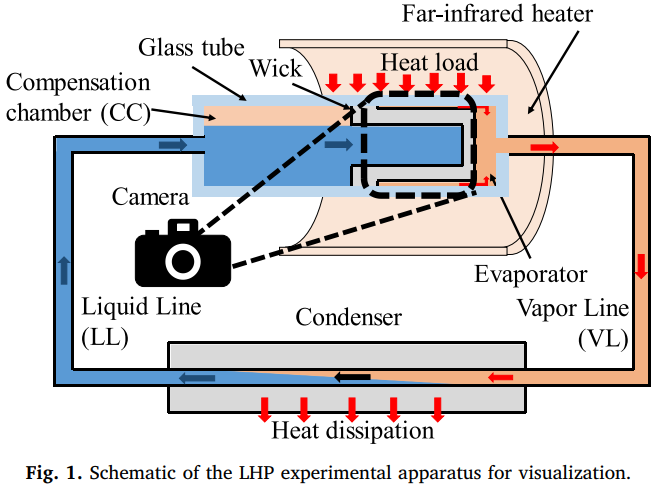 Far-infrared heater
Glass tube
Wick
Heat load
Compensation
chamber (CC)
Camera
Evaporator
Liquid Line
(LL)
Condenser
Vapor Line
(VL)
Heat dissipation
Fig. 1. Schematic of the LHP experimental apparatus for visualization.